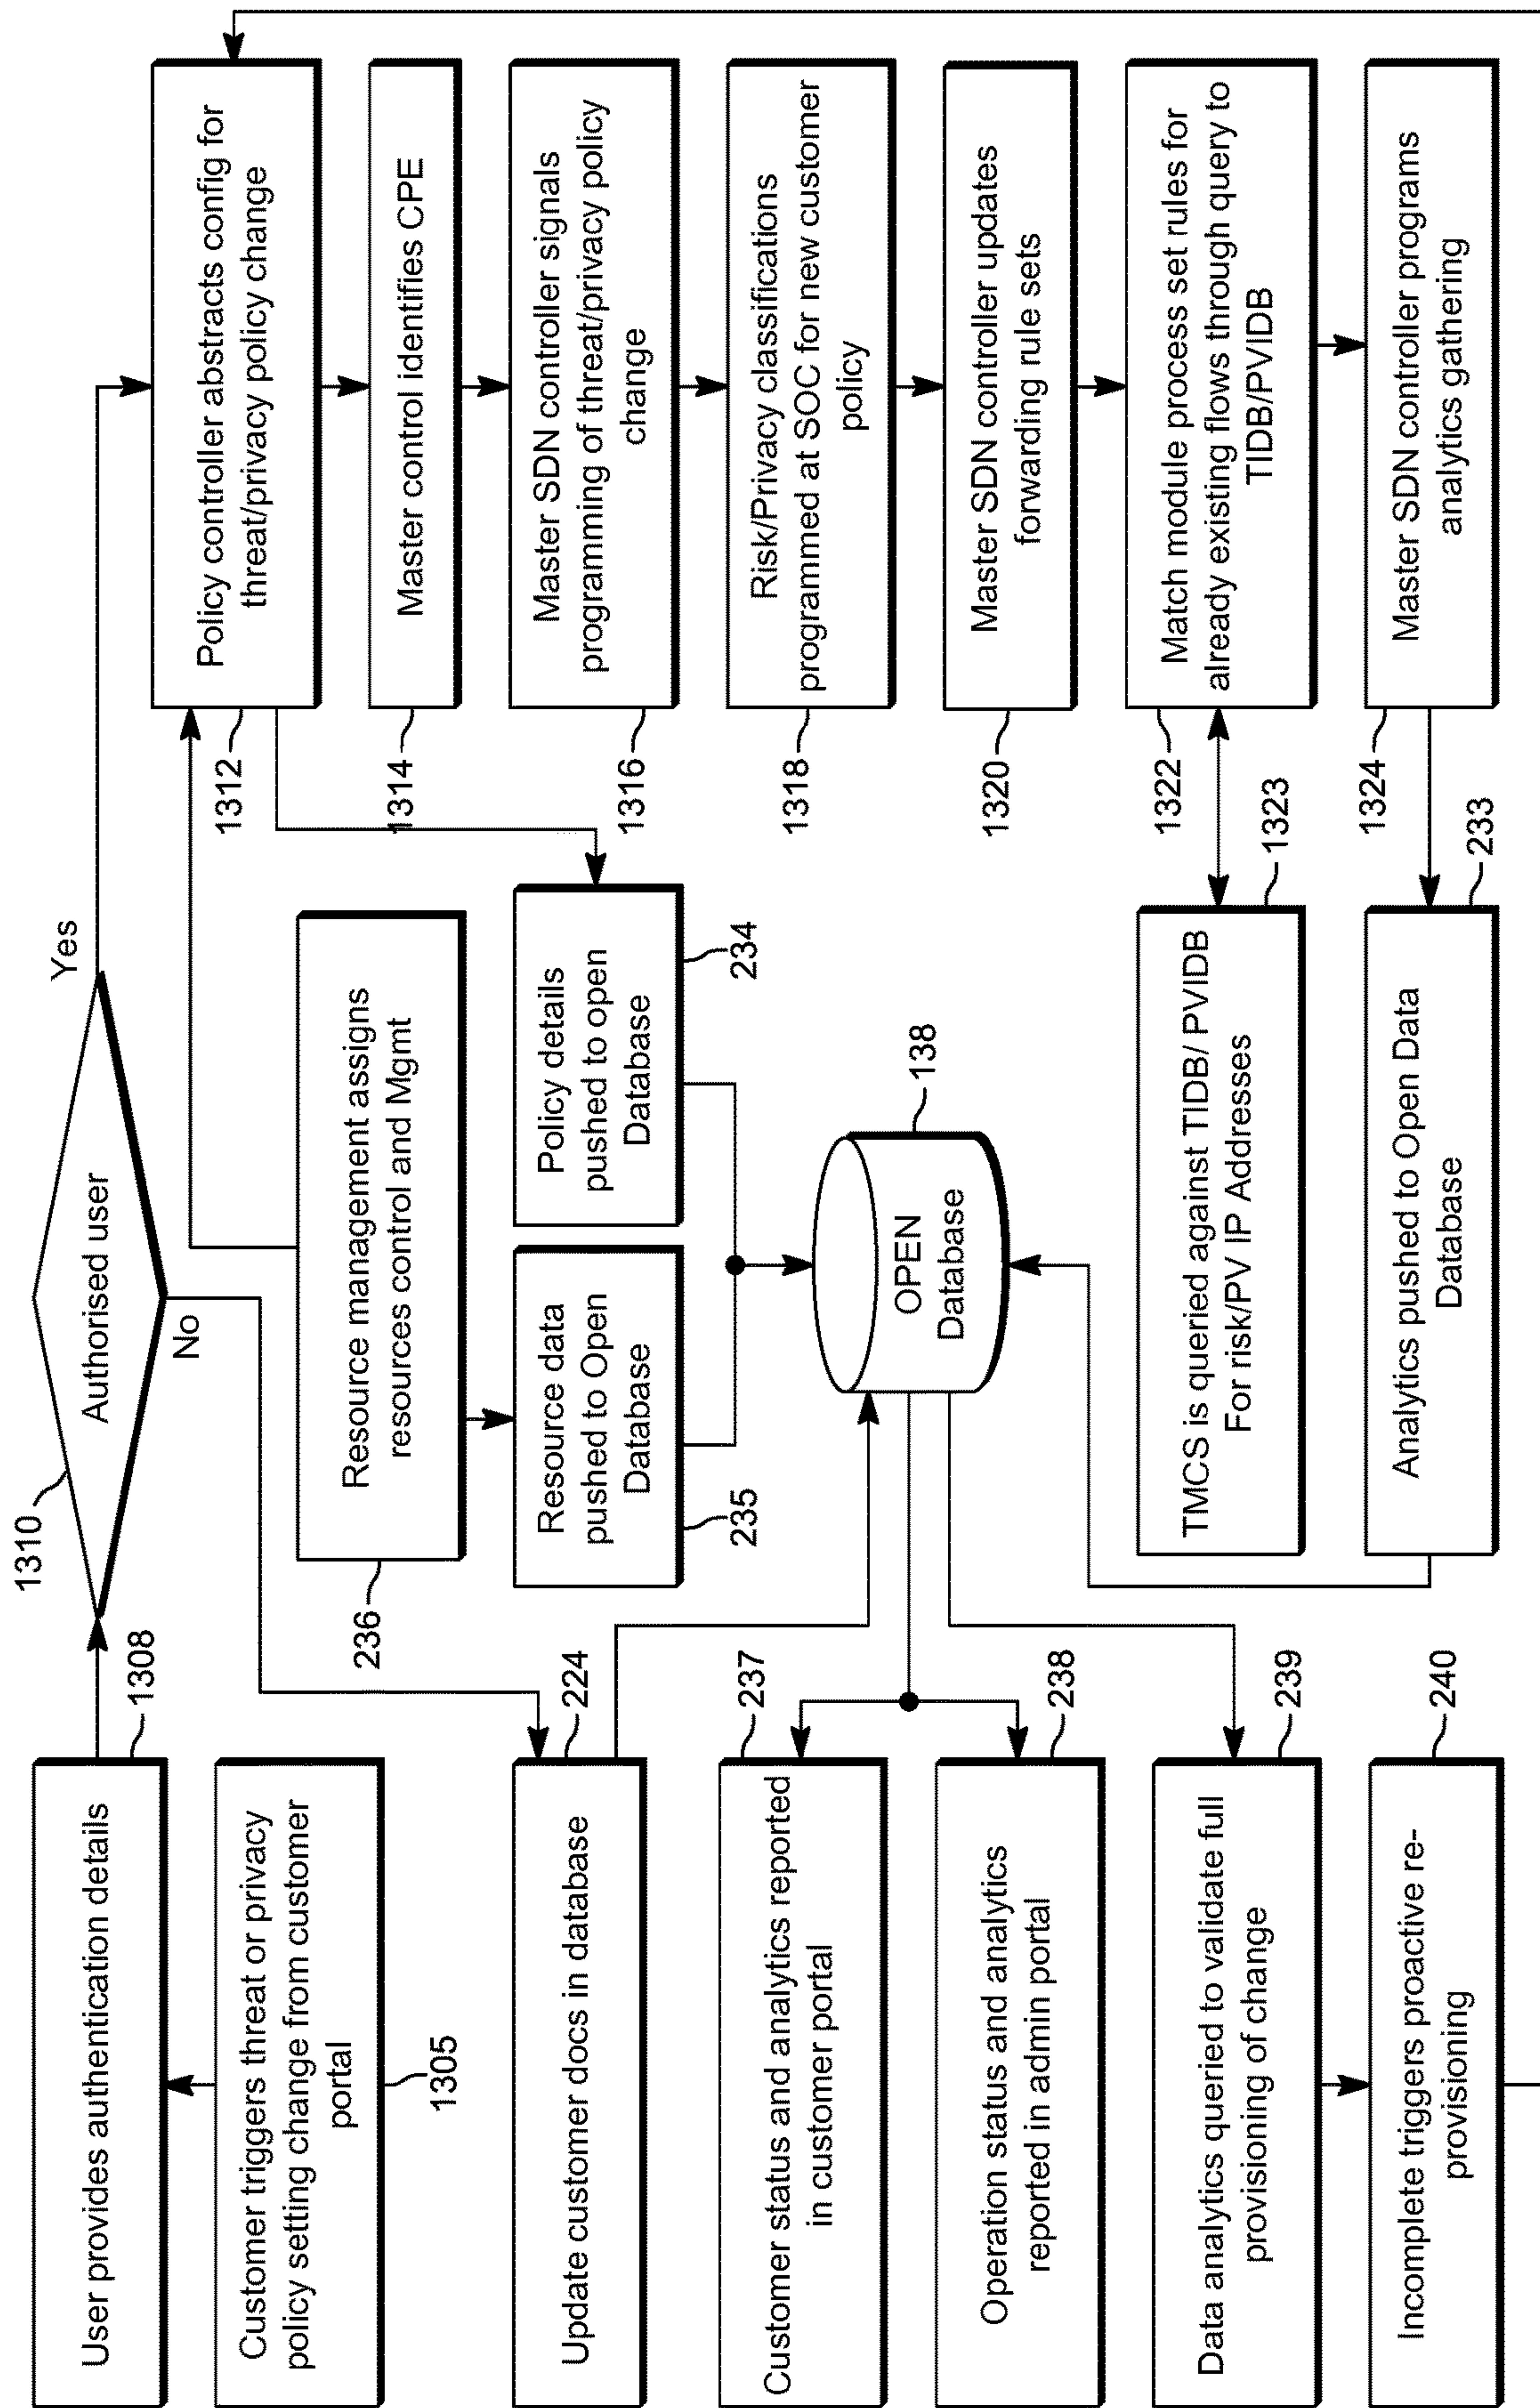 User provides authentication details
1308
Customer triggers threat or privacy
policy setting change from customer
portal
1305
1310
Authorised user
Yes
No
Update customer docs in database
224
Customer status and analytics reported
in customer portal
237
Operation status and analytics
reported in admin portal
238
Data analytics queried to validate full
provisioning of change
239
Incomplete triggers proactive re-
provisioning
240
Resource management assigns
resources control and Mgmt
236
Resource data
pushed to Open
Database
235
Policy details
pushed to open
Database
234
OPEN
Database
138
TMCS is queried against TIDB/ PVIDB
For risk/PV IP Addresses
1323
Analytics pushed to Open Data
Database
233
Policy controller abstracts config for
threat/privacy policy change
1312
Master control identifies CPE
1314
Master SDN controller signals
programming of threat/privacy policy
change
1316
Risk/Privacy classifications
programmed at SOC for new customer
policy
1318
Master SDN controller updates
forwarding rule sets
1320
Match module process set rules for
already existing flows through query to
TIDB/PVIDB
1322
Master SDN controller programs
analytics gathering
1324